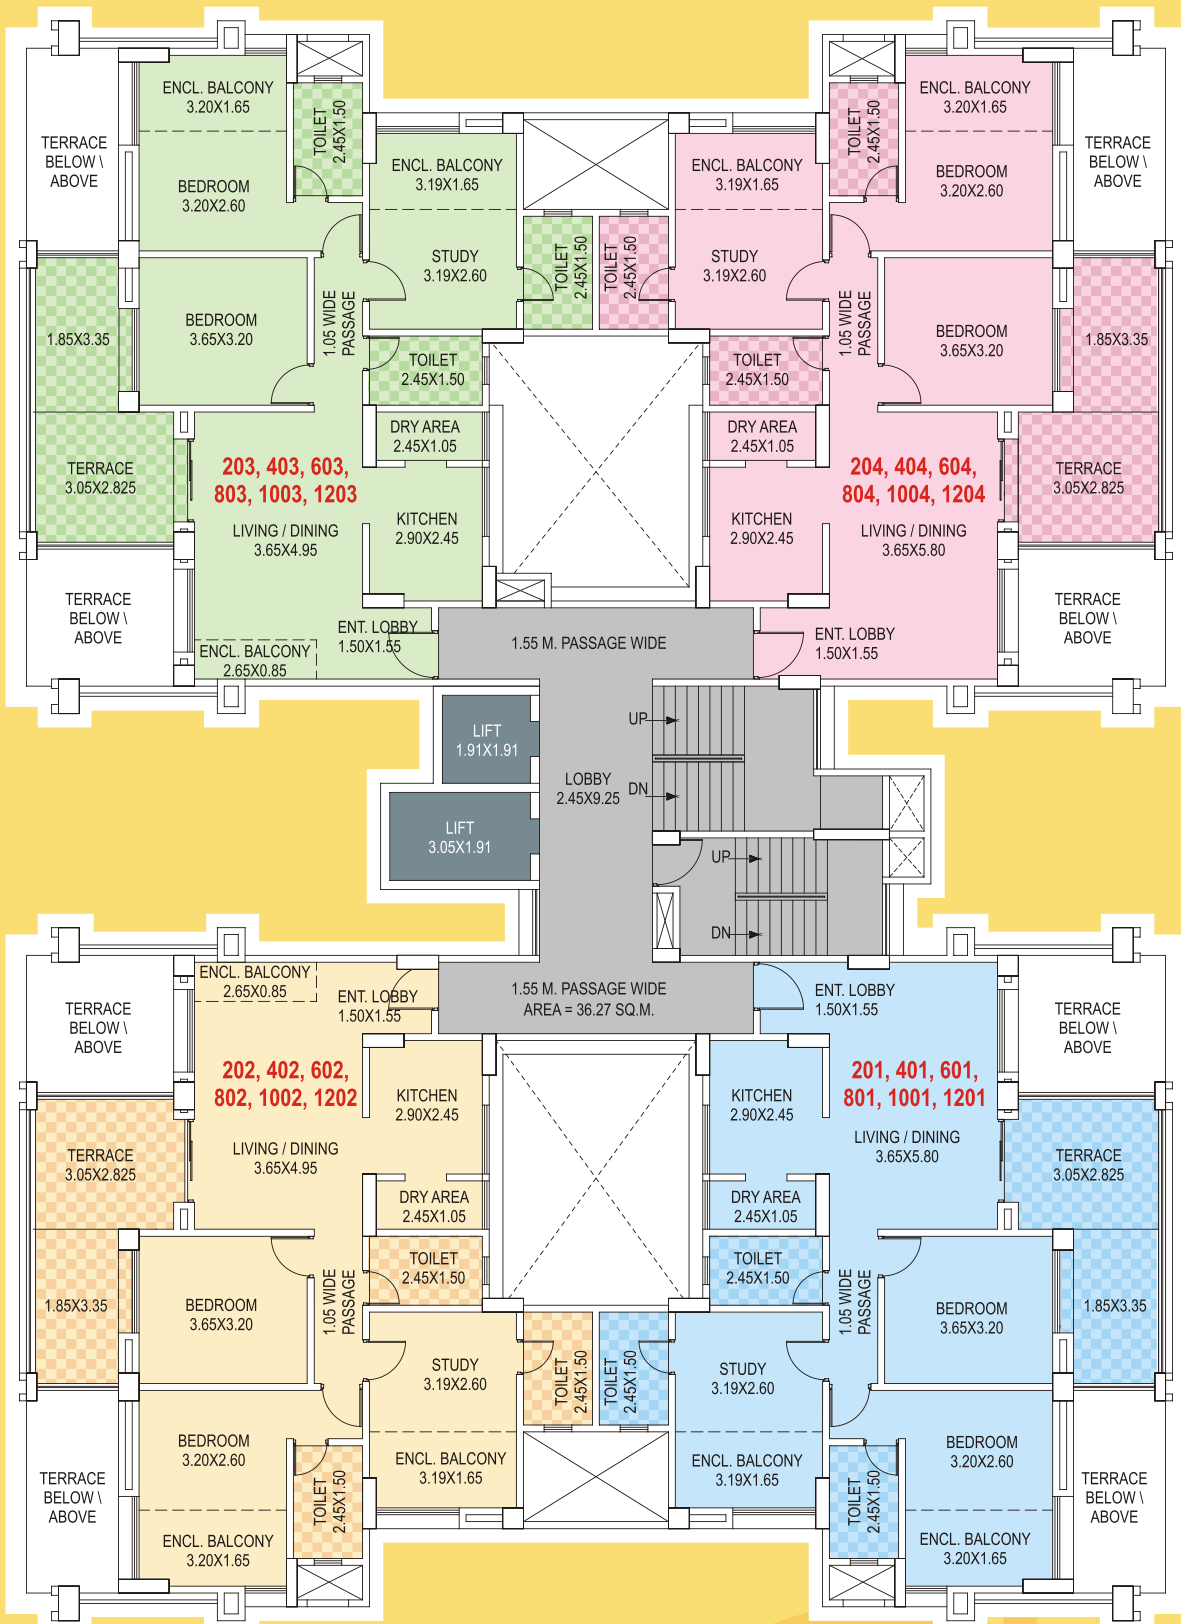 ENCL. BALCONY
3.20X1.65
TOILET
2.45X1.50
TERRACE
BELOW \
ABOVE
BEDROOM
3.20X2.60
ENCL. BALCONY
3.19X1.65
STUDY
3.19X2.60
TOILET
2.45X1.50
1.85X3.35
BEDROOM
3.65X3.20
1.05 WIDE
PASSAGE
TOILET
2.45X1.50
DRY AREA
2.45X1.05
TERRACE
3.05X2.825
203, 403, 603,
803, 1003, 1203
LIVING / DINING
3.65X4.95
KITCHEN
2.90X2.45
TERRACE
BELOW \
ABOVE
ENT. LOBBY
1.50X1.55
ENCL. BALCONY
2.65X0.85
ENCL. BALCONY
3.20X1.65
TOILET
2.45X1.50
TERRACE
BELOW \
ABOVE
BEDROOM
3.20X2.60
ENCL. BALCONY
3.19X1.65
STUDY
3.19X2.60
TOILET
2.45X1.50
1.85X3.35
BEDROOM
3.65X3.20
1.05 WIDE
PASSAGE
TOILET
2.45X1.50
DRY AREA
2.45X1.05
TERRACE
3.05X2.825
204, 404, 604,
804, 1004, 1204
LIVING / DINING
3.65X5.80
KITCHEN
2.90X2.45
TERRACE
BELOW \
ABOVE
ENT. LOBBY
1.50X1.55
1.55 M. PASSAGE WIDE
LIFT
1.91X1.91
UP
LOBBY
2.45X9.25
DN
LIFT
3.05X1.91
UP
DN
1.55 M. PASSAGE WIDE
AREA = 36.27 SQ.M.
ENCL. BALCONY
2.65X0.85
ENT. LOBBY
1.50X1.55
TERRACE
BELOW \
ABOVE
202, 402, 602,
802, 1002, 1202
KITCHEN
2.90X2.45
LIVING / DINING
3.65X4.95
TERRACE
3.05X2.825
DRY AREA
2.45X1.05
TOILET
2.45X1.50
1.05 WIDE
PASSAGE
BEDROOM
3.65X3.20
1.85X3.35
STUDY
3.19X2.60
TOILET
2.45X1.50
BEDROOM
3.20X2.60
ENCL. BALCONY
3.19X1.65
TERRACE
BELOW \
ABOVE
TOILET
2.45X1.50
ENCL. BALCONY
3.20X1.65
ENT. LOBBY
1.50X1.55
TERRACE
BELOW \
ABOVE
201, 401, 601,
801, 1001, 1201
KITCHEN
2.90X2.45
LIVING / DINING
3.65X5.80
TERRACE
3.05X2.825
DRY AREA
2.45X1.05
TOILET
2.45X1.50
1.05 WIDE
PASSAGE
BEDROOM
3.65X3.20
1.85X3.35
STUDY
3.19X2.60
TOILET
2.45X1.50
BEDROOM
3.20X2.60
ENCL. BALCONY
3.19X1.65
TERRACE
BELOW \
ABOVE
TOILET
2.45X1.50
ENCL. BALCONY
3.20X1.65